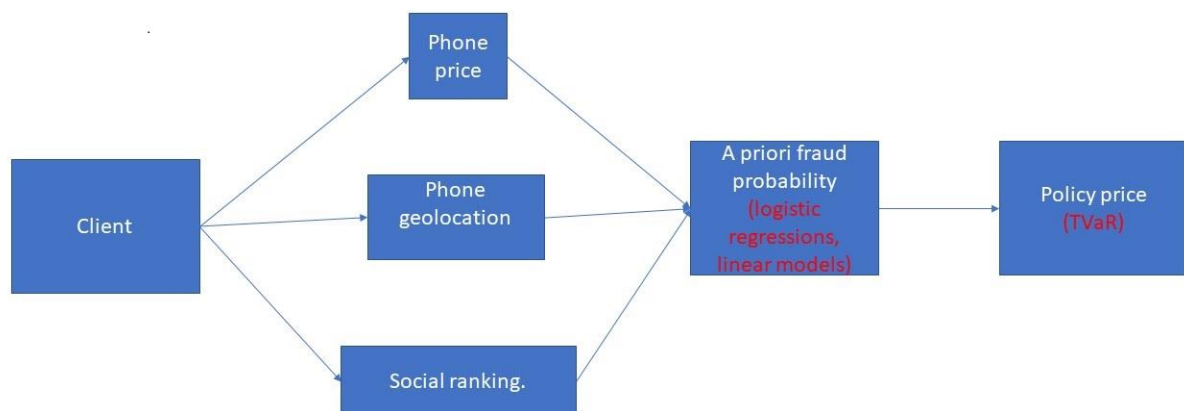 Phone
price
Client
Phone
geolocation
Social ranking.
A priori fraud
probability
(logistic
regressions,
linear models)
Policy price
(TVaR)